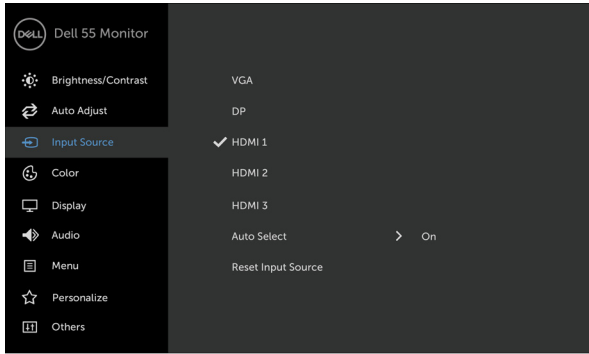 DELL Dell 55 Monitor
Brightness/Contrast
Auto Adjust
Input Source
Color
Display
Audio
Menu
Personalize
Others
VGA
DP
HDMI 1
HDMI 2
HDMI 3
Auto Select > On
Reset Input Source